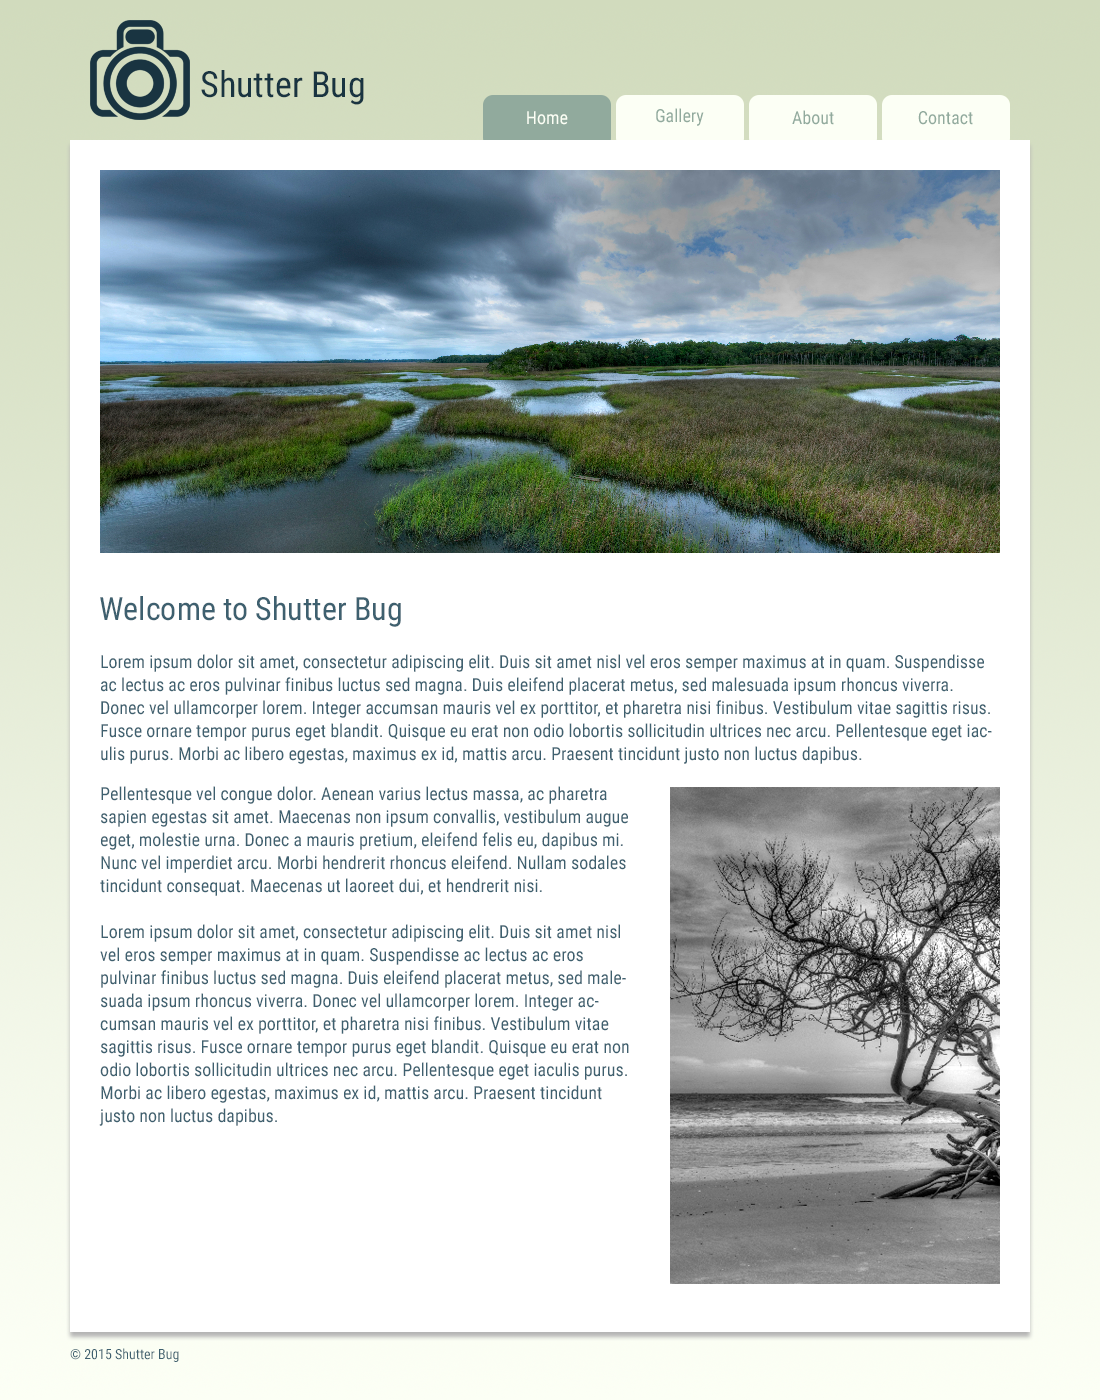 Shutter Bug
Home
Gallery
About
Contact
Welcome to Shutter Bug
Lorem ipsum dolor sit amet, consectetur adipiscing elit. Duis sit amet nisl vel eros semper maximus at in quam. Suspendisse
ac lectus ac eros pulvinar finibus luctus sed magna. Duis eleifend placerat metus, sed malesuada ipsum rhoncus viverra.
Donec vel ullamcorper lorem. Integer accumsan mauris vel ex porttitor, et pharetra nisi finibus. Vestibulum vitae sagittis risus.
Fusce ornare tempor purus eget blandit. Quisque eu erat non odio lobortis sollicitudin ultrices nec arcu. Pellentesque eget iac-
ulis purus. Morbi ac libero egestas, maximus ex id, mattis arcu. Praesent tincidunt justo non luctus dapibus.
Pellentesque vel congue dolor. Aenean varius lectus massa, ac pharetra
sapien egestas sit amet. Maecenas non ipsum convallis, vestibulum augue
eget, molestie urna. Donec a mauris pretium, eleifend felis eu, dapibus mi.
Nunc vel imperdiet arcu. Morbi hendrerit rhoncus eleifend. Nullam sodales
tincidunt consequat. Maecenas ut laoreet dui, et hendrerit nisi.
Lorem ipsum dolor sit amet, consectetur adipiscing elit. Duis sit amet nisl
vel eros semper maximus at in quam. Suspendisse ac lectus ac eros
pulvinar finibus luctus sed magna. Duis eleifend placerat metus, sed male-
suada ipsum rhoncus viverra. Donec vel ullamcorper lorem. Integer ac-
cumsan mauris vel ex porttitor, et pharetra nisi finibus. Vestibulum vitae
sagittis risus. Fusce ornare tempor purus eget blandit. Quisque eu erat non
odio lobortis sollicitudin ultrices nec arcu. Pellentesque eget iaculis purus.
Morbi ac libero egestas, maximus ex id, mattis arcu. Praesent tincidunt
justo non luctus dapibus.
© 2015 Shutter Bug